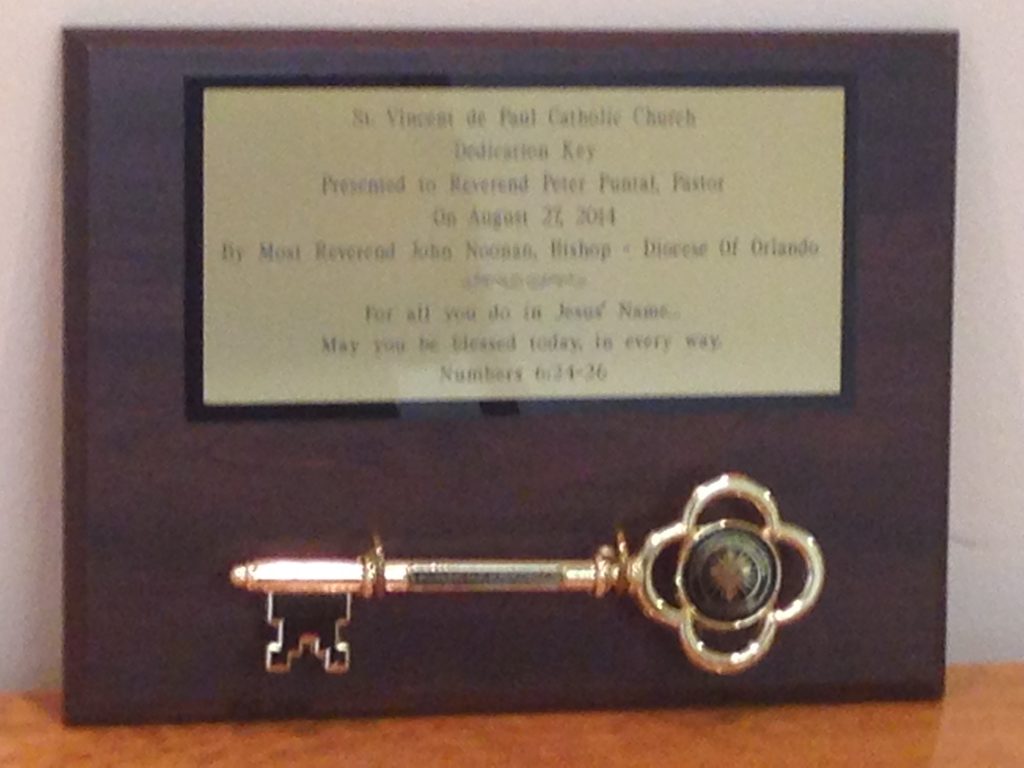 St. Vincent de Paul Catholic Church
Dedication Key
Presented to Reverend Peter Puntal, Pastor
On August 27, 2014
By Most Reverend John Noonan, Bishop - Diocese Of Orlando
For all you do in Jesus' Name...
May you be blessed today, in every way.
Numbers 6:24-26